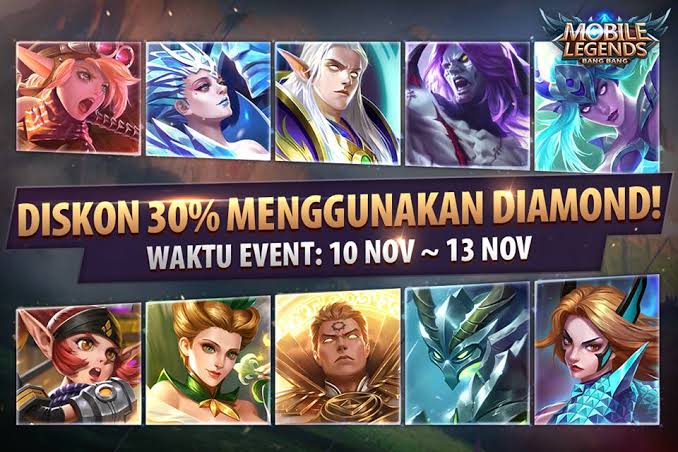 MOBILE
LEGENDS
BANG BANG
DISKON 30% MENGGUNAKAN DIAMOND!
WAKTU EVENT: 10 NOV ~ 13 NOV